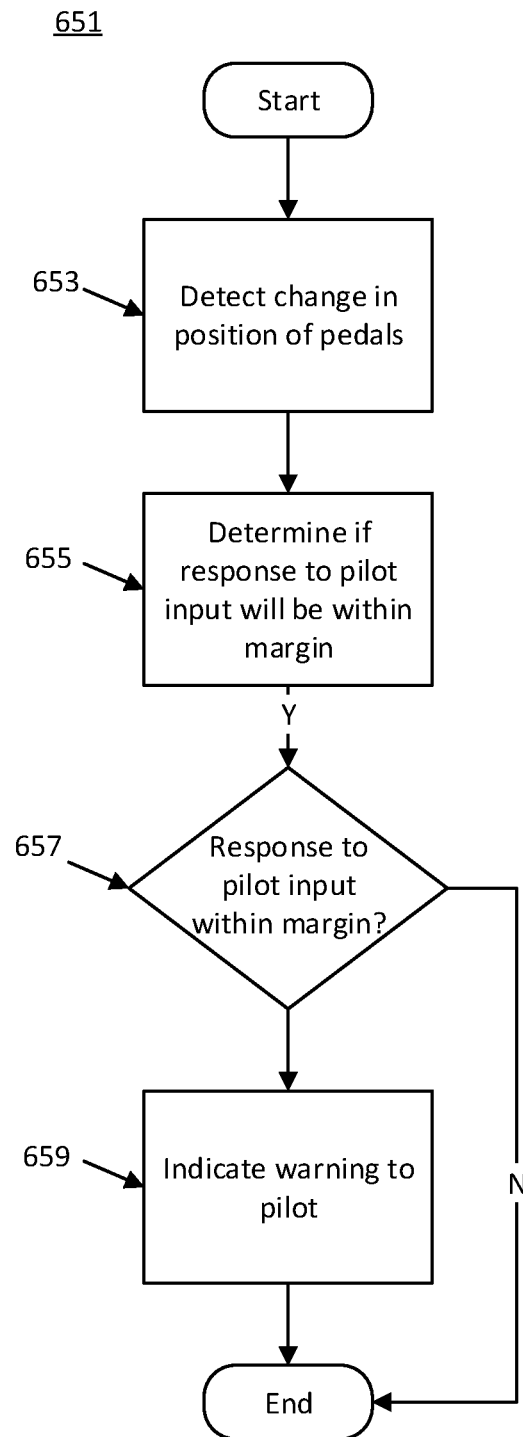 651
Start
653
Detect change in
position of pedals
655
Determine if
response to pilot
input will be within
margin
Y
657
Response to
pilot input
within margin?
659
Indicate warning to
pilot
N
End